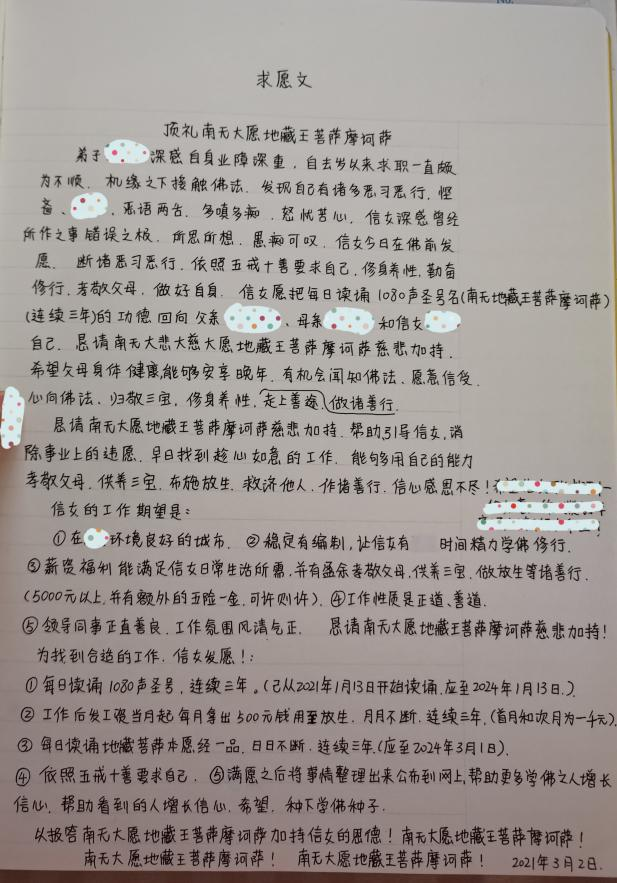 No.
求愿文
顶礼南无大愿地藏王菩萨摩诃萨
弟子 深感自身业障深重，自去岁以来求职一直颇
为不顺．机缘之下接触佛法．发现自己有诸多恶习恶行，悭
吝、 ，恶语两舌．多嗔多痴．怨忧苦心．信女深感曾经
所作之事错误之极．所思所想．愚痴可叹．信女今日在佛前发
愿．断诸恶习恶行．依照五戒十善要求自己．修身养性．勤奋
修行．孝敬父母，做好自身．信女愿把每日读诵1080声圣号名(南无地藏王菩萨摩诃萨)
(连续三年)的功德回向父亲 、母亲 和信女
自己．恳请南无大悲大慈大愿地藏王菩萨摩诃萨慈悲加持．
希望父母身体健康，能够安享晚年．有机会闻知佛法．愿意信受．
心向佛法、归敬三宝，修身养性，走上善途，做诸善行．
恳请南无大愿地藏王菩萨摩诃萨慈悲加持．帮助引导信女，消
除事业上的违愿．早日找到趁心如意的工作．能够用自己的能力
孝敬父母．供养三宝．布施放生．救济他人．作诸善行．信心感恩不尽！
信女的工作期望是：
①在 环境良好的城市．②稳定有编制，让信女有 时间精力学佛修行．
③薪资福利能满足信女日常生活所需，并有盈余孝敬父母，供养三宝．做放生等诸善行．
(5000元以上，并有额外的五险一金，可许则许)．④工作性质是正道、善道．
⑤领导同事正直善良．工作氛围风清气正． 恳请南无大愿地藏王菩萨摩诃萨慈悲加持！
为找到合适的工作．信女发愿！：
①每日读诵1080声圣号，连续三年。(已从2021年1月13日开始读诵．应至2024年1月13日．)
②工作后发工资当月起每月拿出500元钱用至放生．月月不断．连续三年．(首月和次月为一千元)
③每日读诵地藏菩萨本愿经一品．日日不断．连续三年．(应至2024年3月1日)．
④依照五戒十善要求自己．⑤满愿之后将事情整理出来公布到网上，帮助更多学佛之人增长
信心．帮助看到的人增长信心．希望．种下学佛种子．
以报答南无大愿地藏王菩萨摩诃萨加持信女的恩德！南无大愿地藏王菩萨摩诃萨！
南无大愿地藏王菩萨摩诃萨！ 南无大愿地藏王菩萨摩诃萨！ 2021年3月2日．